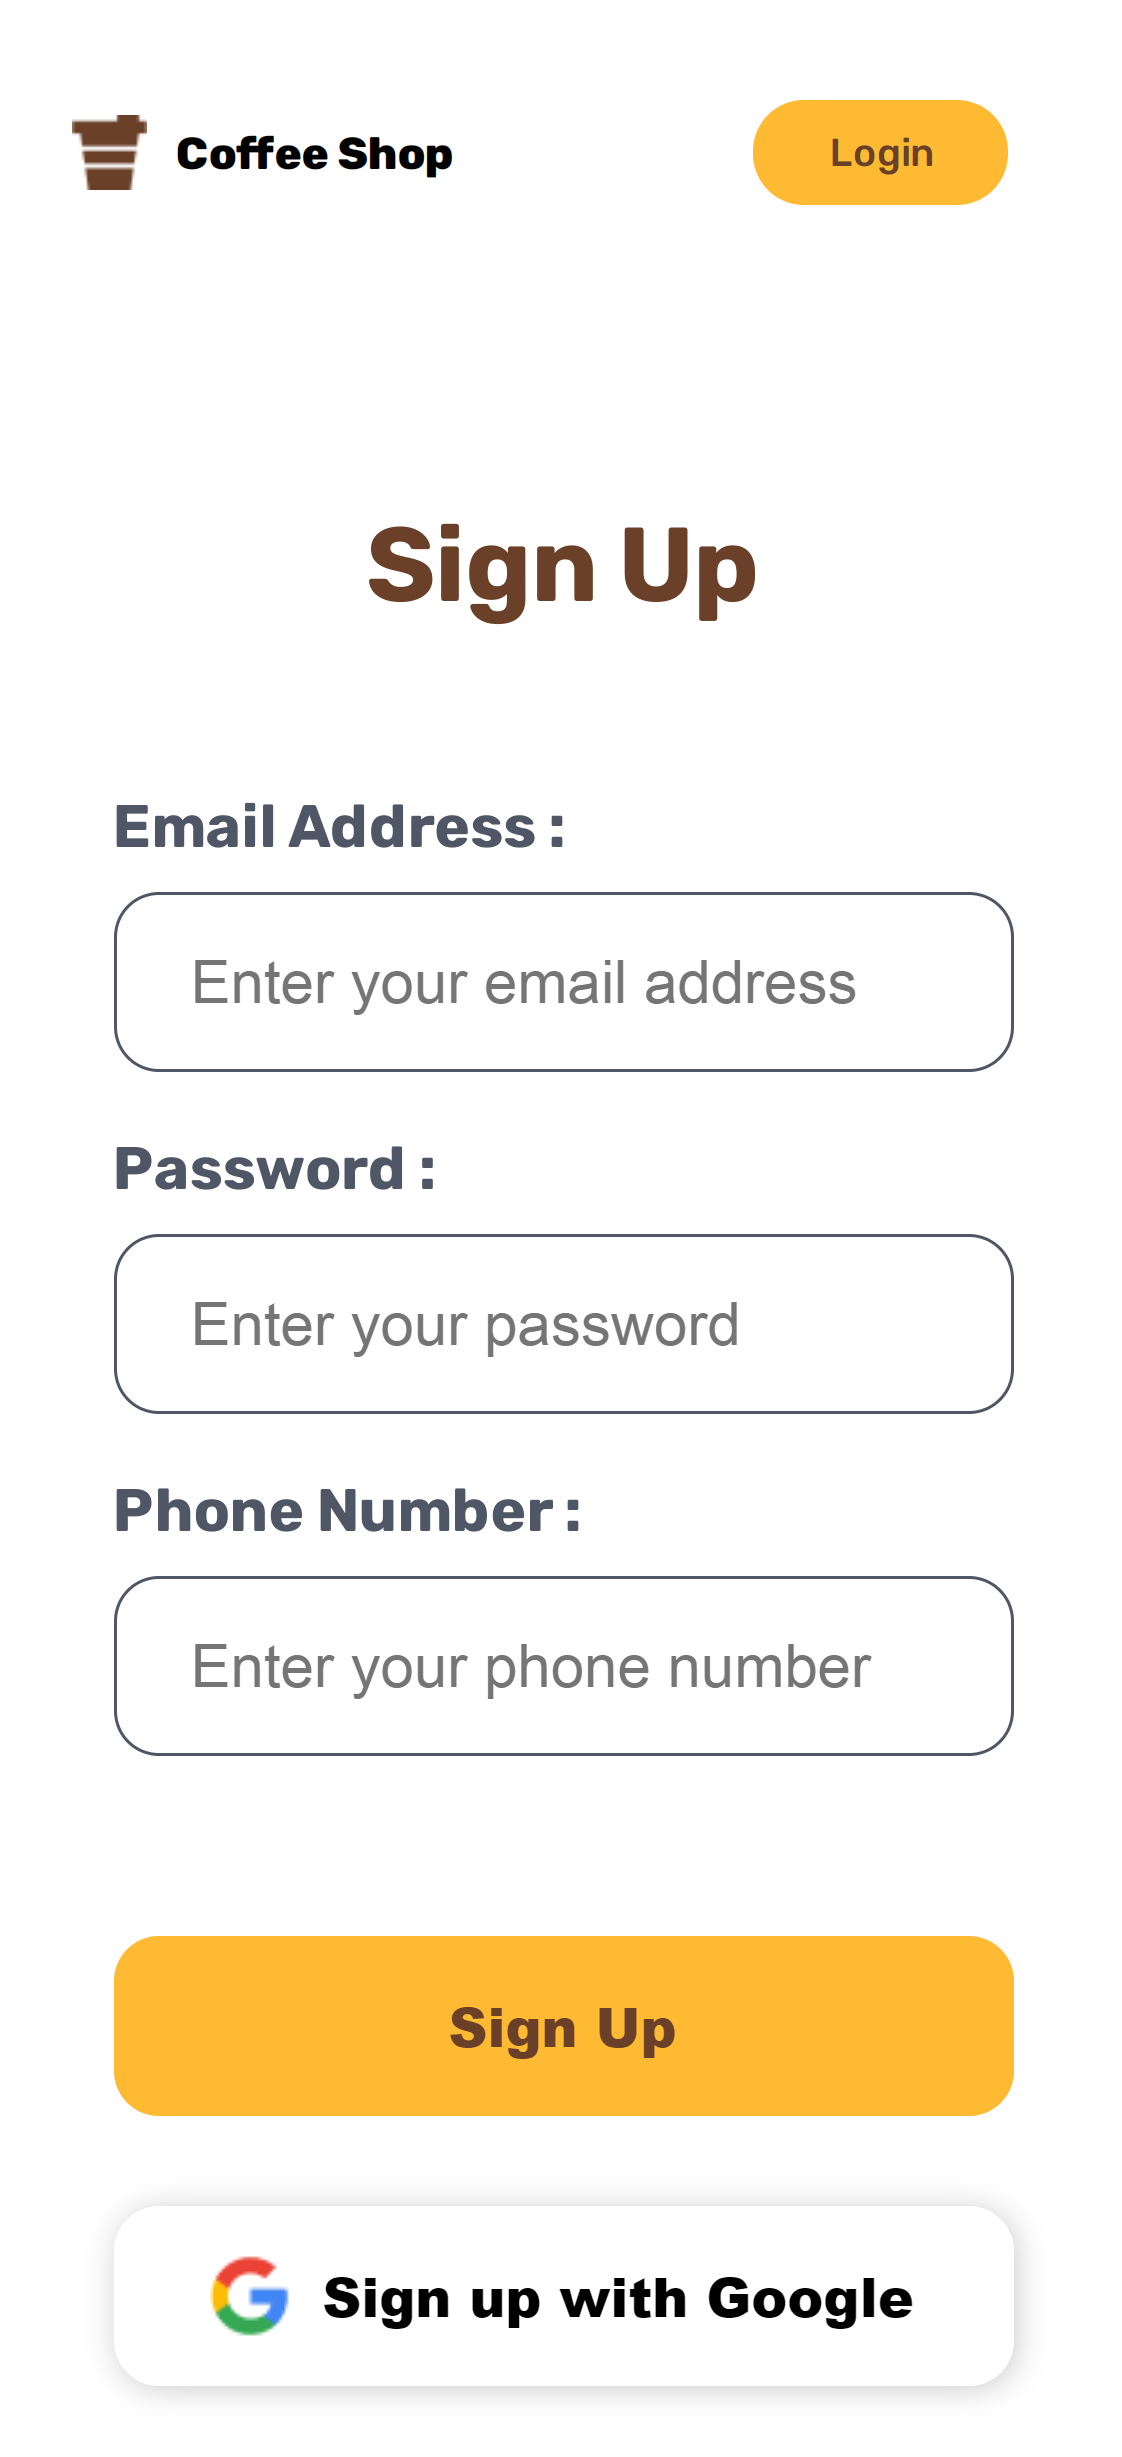 Coffee Shop
Login
Sign Up
Email Address :
Enter your email address
Password :
Enter your password
Phone Number :
Enter your phone number
Sign Up
Sign up with Google